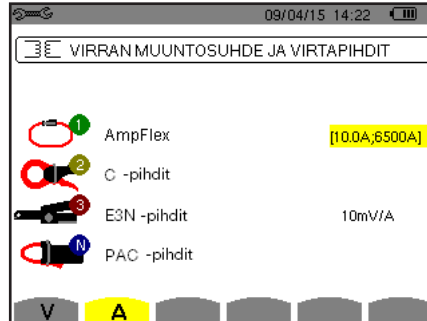 09/04/15 14:22
VIRRAN MUUNTOSUHDE JA VIRTAPIHDIT
1 AmpFlex [10.0A;6500A]
2 C -pihdit
3 E3N -pihdit 10mV/A
N PAC -pihdit
V A